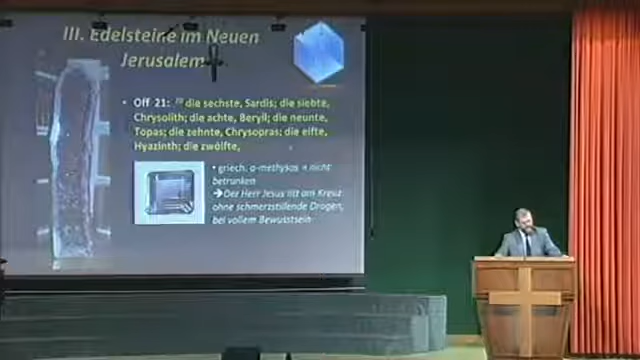 III. Edelsteine im Neuen
Jerusalem
• Off 21: 20 die sechste, Sardis; die siebte,
Chrysolith; die achte, Beryll; die neunte,
Topas; die zehnte, Chrysopras; die elfte,
Hyazinth; die zwölfte,
• griech. a-methykos = nicht
betrunken
➔Der Herr Jesus litt am Kreuz
ohne schmerzstillende Drogen,
bei vollem Bewusstsein